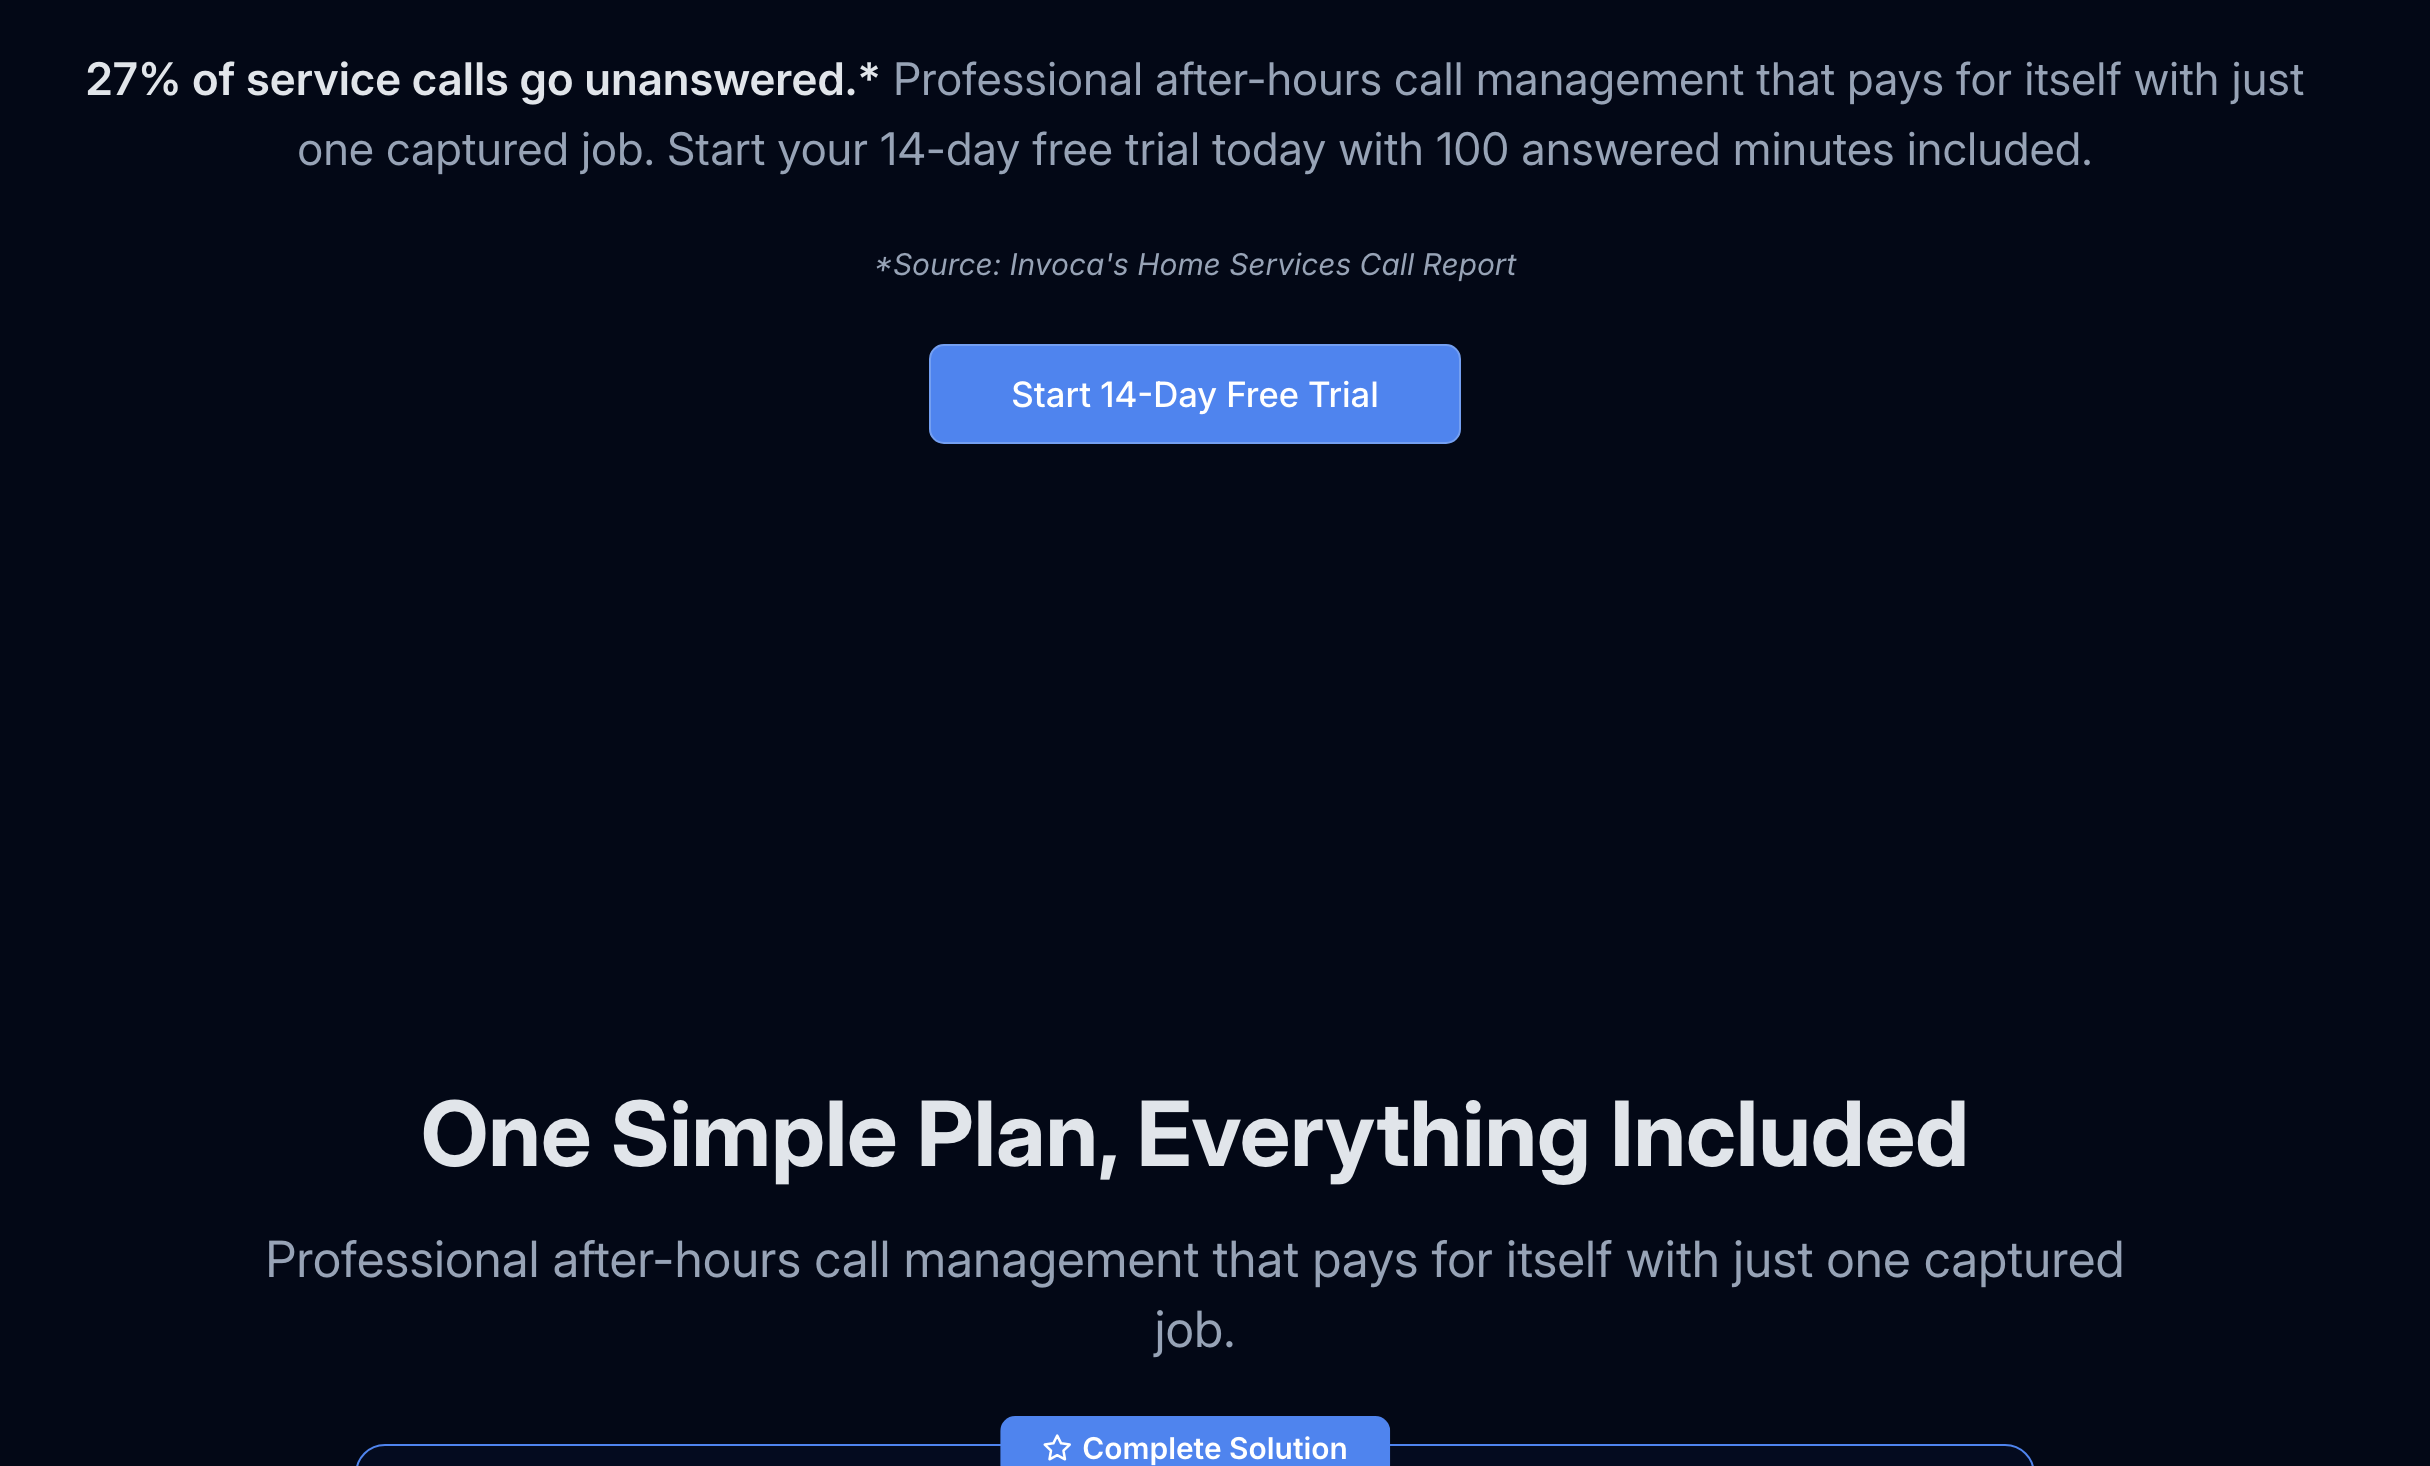 27% of service calls go unanswered.* Professional after-hours call management that pays for itself with just
one captured job. Start your 14-day free trial today with 100 answered minutes included.
*Source: Invoca's Home Services Call Report
Start 14-Day Free Trial
One Simple Plan, Everything Included
Professional after-hours call management that pays for itself with just one captured
job.
Complete Solution